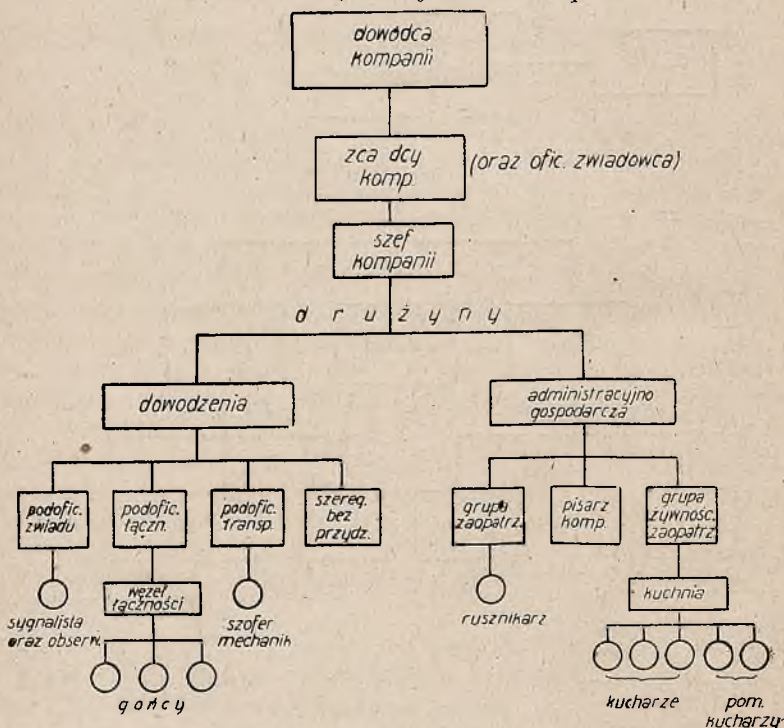 dowódca
kompanii
zca dcy
komp.
(oraz ofic. zwiadowca)
szef
kompanii
drużyny
dowodzenia
administracyjno
gospodarcza
podofic.
zwiadu
podofic.
łączn.
podofic.
transp.
szereg.
bez
przydz.
grupa
zaopatrz.
pisarz
komp.
grupa
żywnośc.
zaopatrz.
sygnalista
oraz obserw.
węzeł
łączności
szofer
mechanik
rusznikarz
kuchnia
gońcy
kucharze
pom.
kucharzy